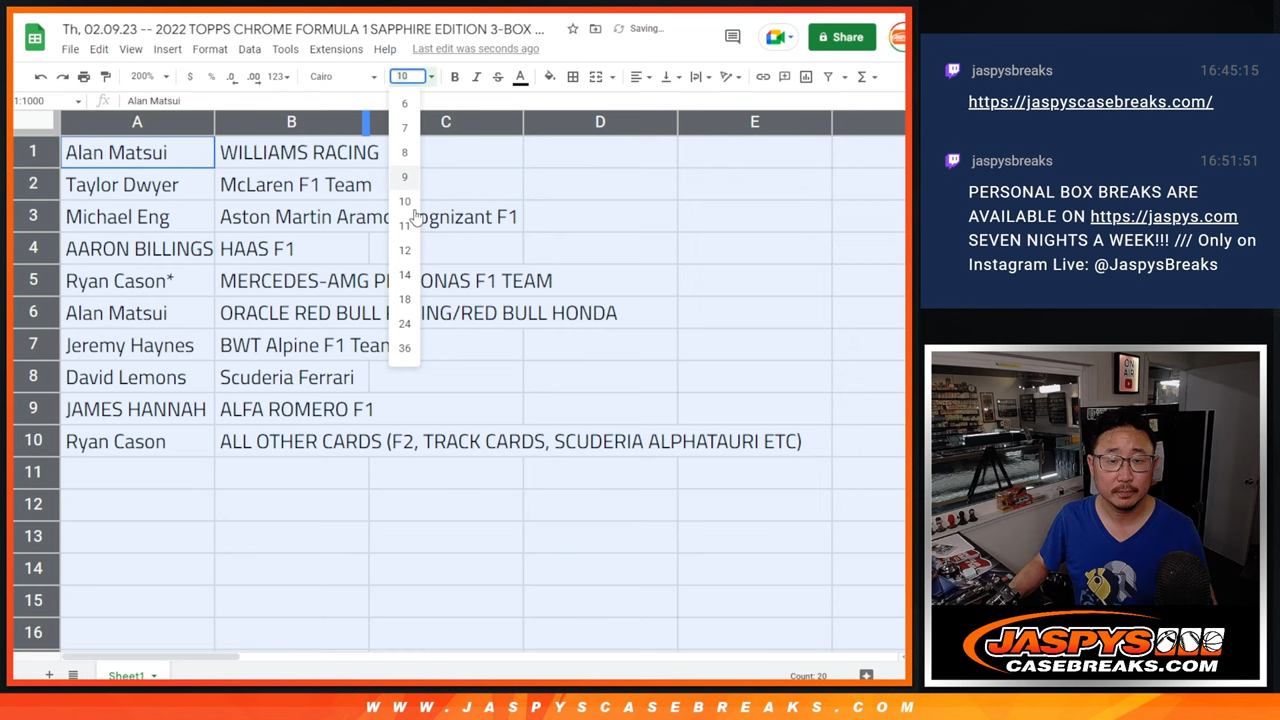 Th, 02.09.23 -- 2022 TOPPS CHROME FORMULA 1 SAPPHIRE EDITION 3-BOX ...
Saving...
File Edit View Insert Format Data Tools Extensions Help Last edit was seconds ago
Share
200% $ % .0 .00 123 Cairo 10 B I S A
1:1000 fx Alan Matsui
A B C D E
1 Alan Matsui WILLIAMS RACING
2 Taylor Dwyer McLaren F1 Team
3 Michael Eng Aston Martin Aramc ognizant F1
4 AARON BILLINGS HAAS F1
5 Ryan Cason* MERCEDES-AMG P ONAS F1 TEAM
6 Alan Matsui ORACLE RED BULL NG/RED BULL HONDA
7 Jeremy Haynes BWT Alpine F1 Tean
8 David Lemons Scuderia Ferrari
9 JAMES HANNAH ALFA ROMERO F1
10 Ryan Cason ALL OTHER CARDS (F2, TRACK CARDS, SCUDERIA ALPHATAURI ETC)
11
12
13
14
15
16
6
7
8
9
10
11
12
14
18
24
36
Sheet1
Count: 20
jaspysbreaks 16:45:15
https://jaspyscasebreaks.com/
jaspysbreaks 16:51:51
PERSONAL BOX BREAKS ARE
AVAILABLE ON https://jaspys.com
SEVEN NIGHTS A WEEK!!! /// Only on
Instagram Live: @JaspysBreaks
ON
AIR
JASPYS
CASEBREAKS.COM
WWW.JASPYSCASEBREAKS.COM